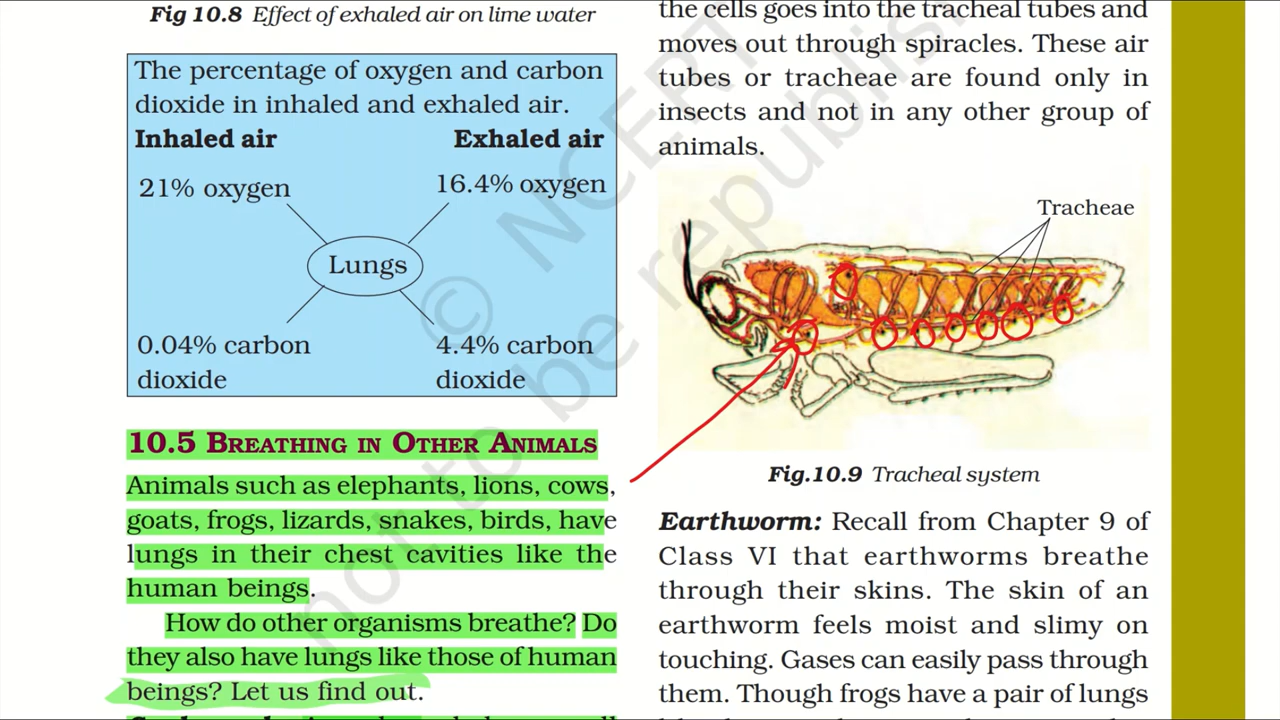 Fig 10.8 Effect of exhaled air on lime water
The percentage of oxygen and carbon
dioxide in inhaled and exhaled air.
Inhaled air Exhaled air
21% oxygen 16.4% oxygen
Lungs
0.04% carbon 4.4% carbon
dioxide dioxide
10.5 BREATHING IN OTHER ANIMALS
Animals such as elephants, lions, cows,
goats, frogs, lizards, snakes, birds, have
lungs in their chest cavities like the
human beings.
How do other organisms breathe? Do
they also have lungs like those of human
beings? Let us find out.
the cells goes into the tracheal tubes and
moves out through spiracles. These air
tubes or tracheae are found only in
insects and not in any other group of
animals.
Tracheae
Fig.10.9 Tracheal system
Earthworm: Recall from Chapter 9 of
Class VI that earthworms breathe
through their skins. The skin of an
earthworm feels moist and slimy on
touching. Gases can easily pass through
them. Though frogs have a pair of lungs
© NCERT
not to be republis